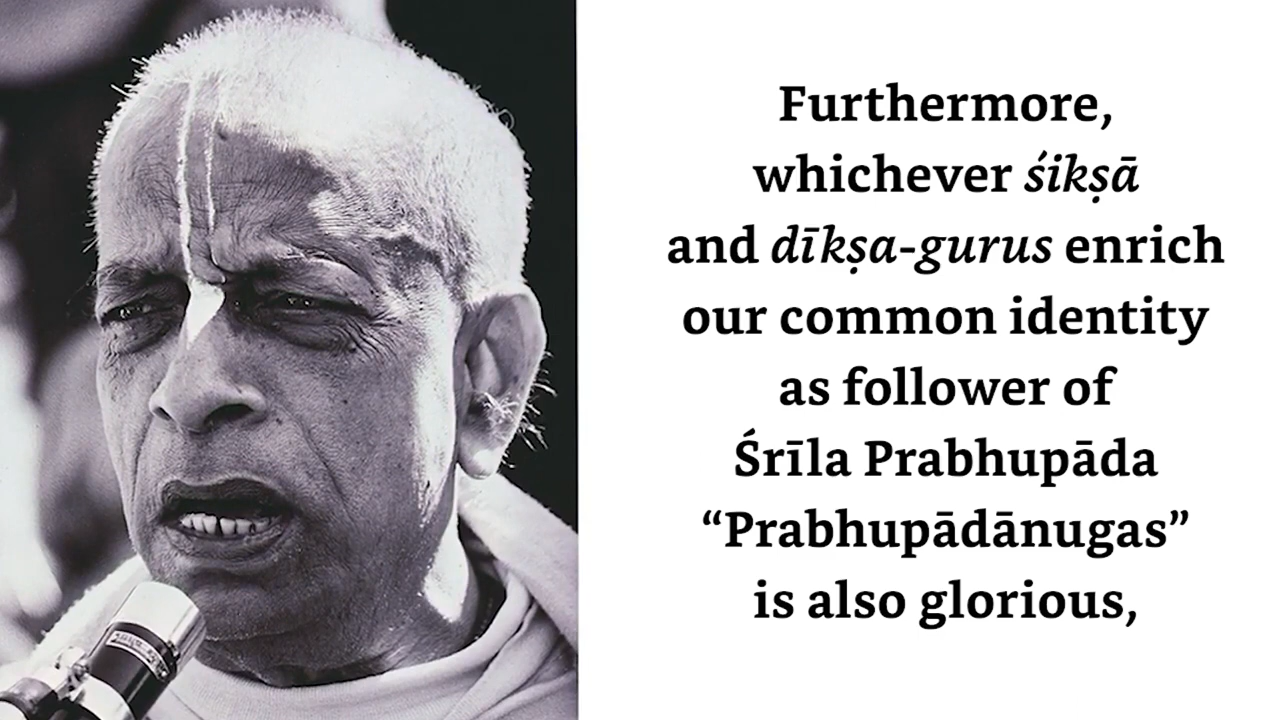 Furthermore,
whichever śikṣā
and dīkṣa-gurus enrich
our common identity
as follower of
Śrīla Prabhupāda
“Prabhupādānugas”
is also glorious,